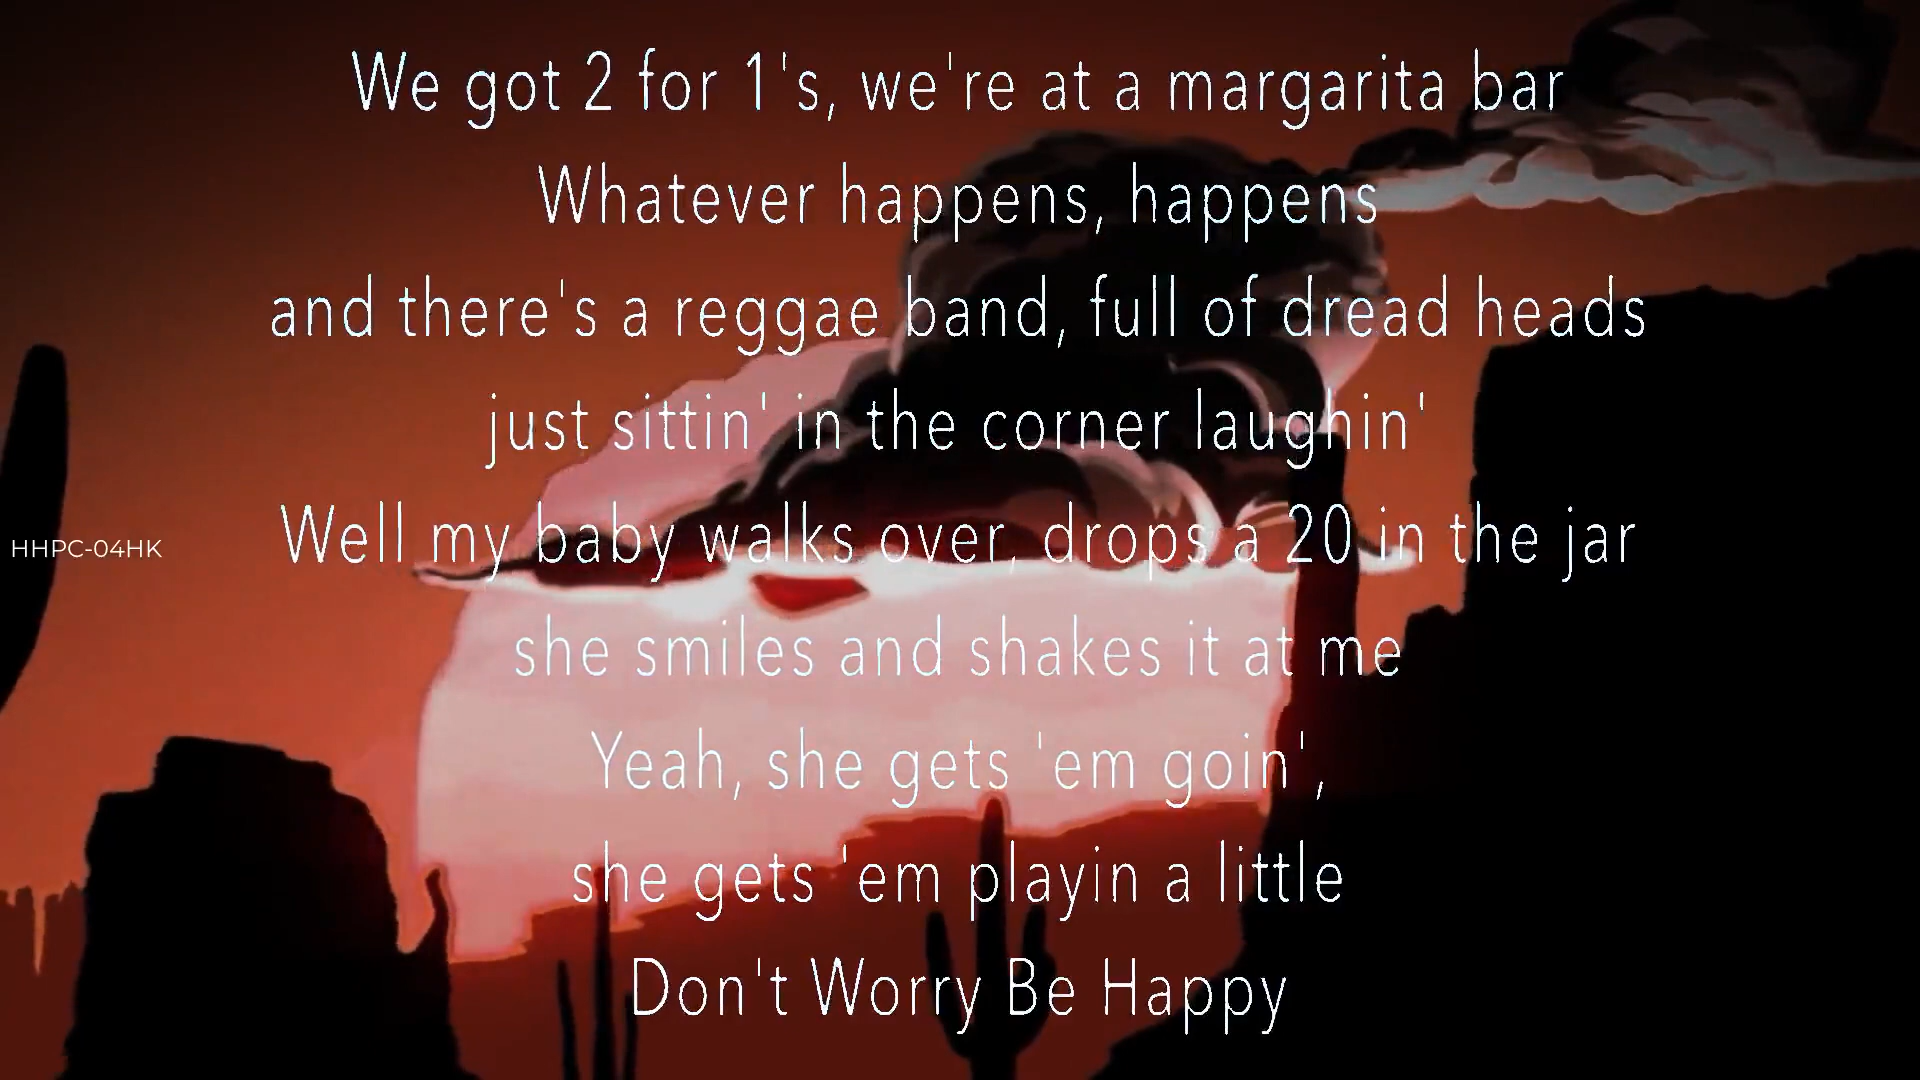 We got 2 for 1's, we're at a margarita bar
Whatever happens, happens
and there's a reggae band, full of dread heads
just sittin' in the corner laughin'
HHPC-04HK
Well my baby walks over, drops a 20 in the jar
she smiles and shakes it at me
Yeah, she gets 'em goin',
she gets 'em playin a little
Don't Worry Be Happy